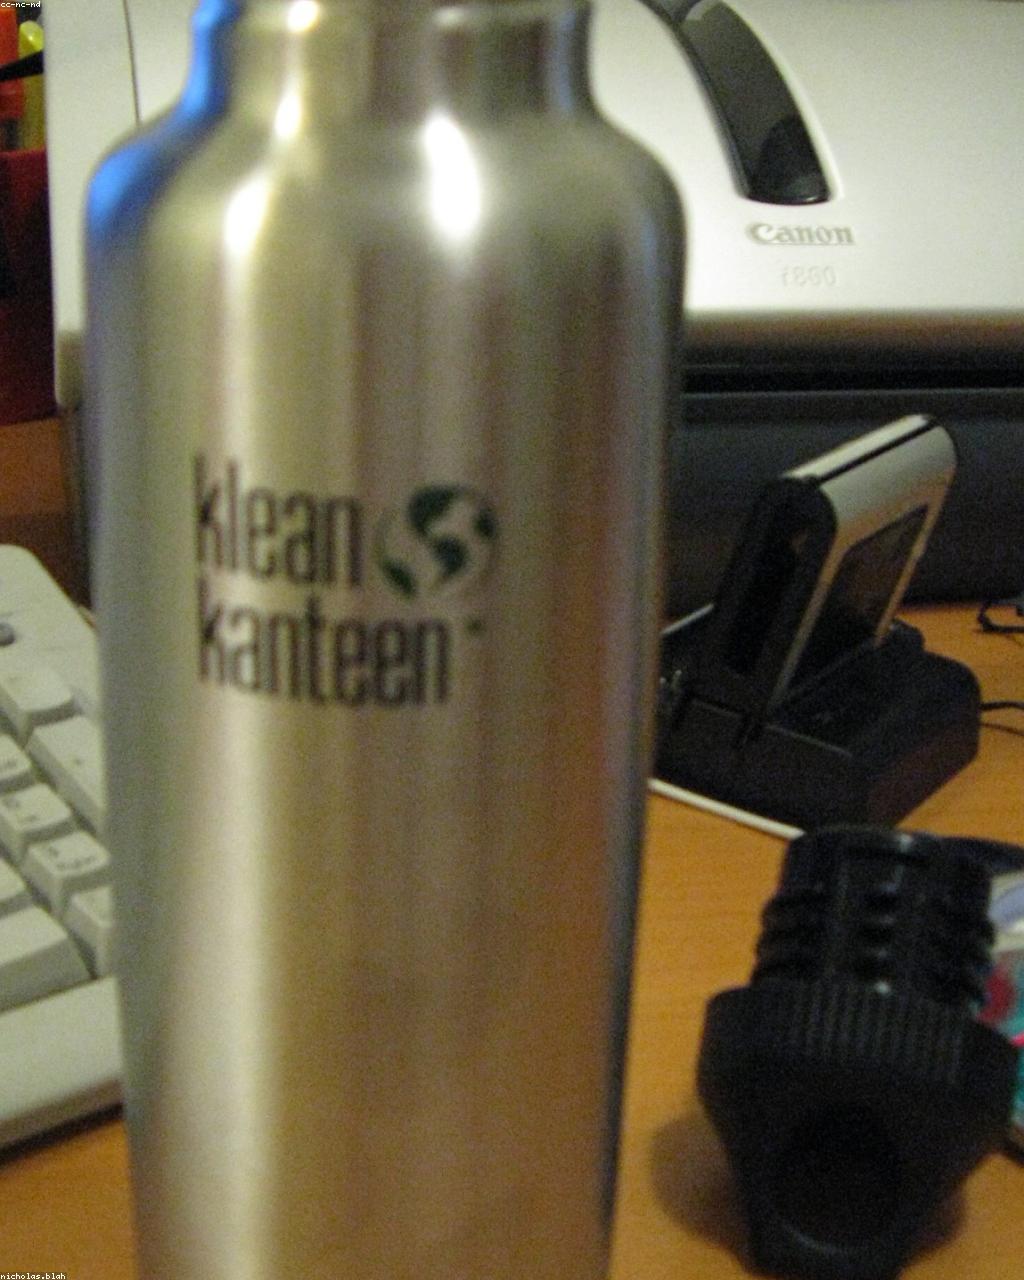 cc-nc-nd
Canon
klean
kanteen
nicholas.blah